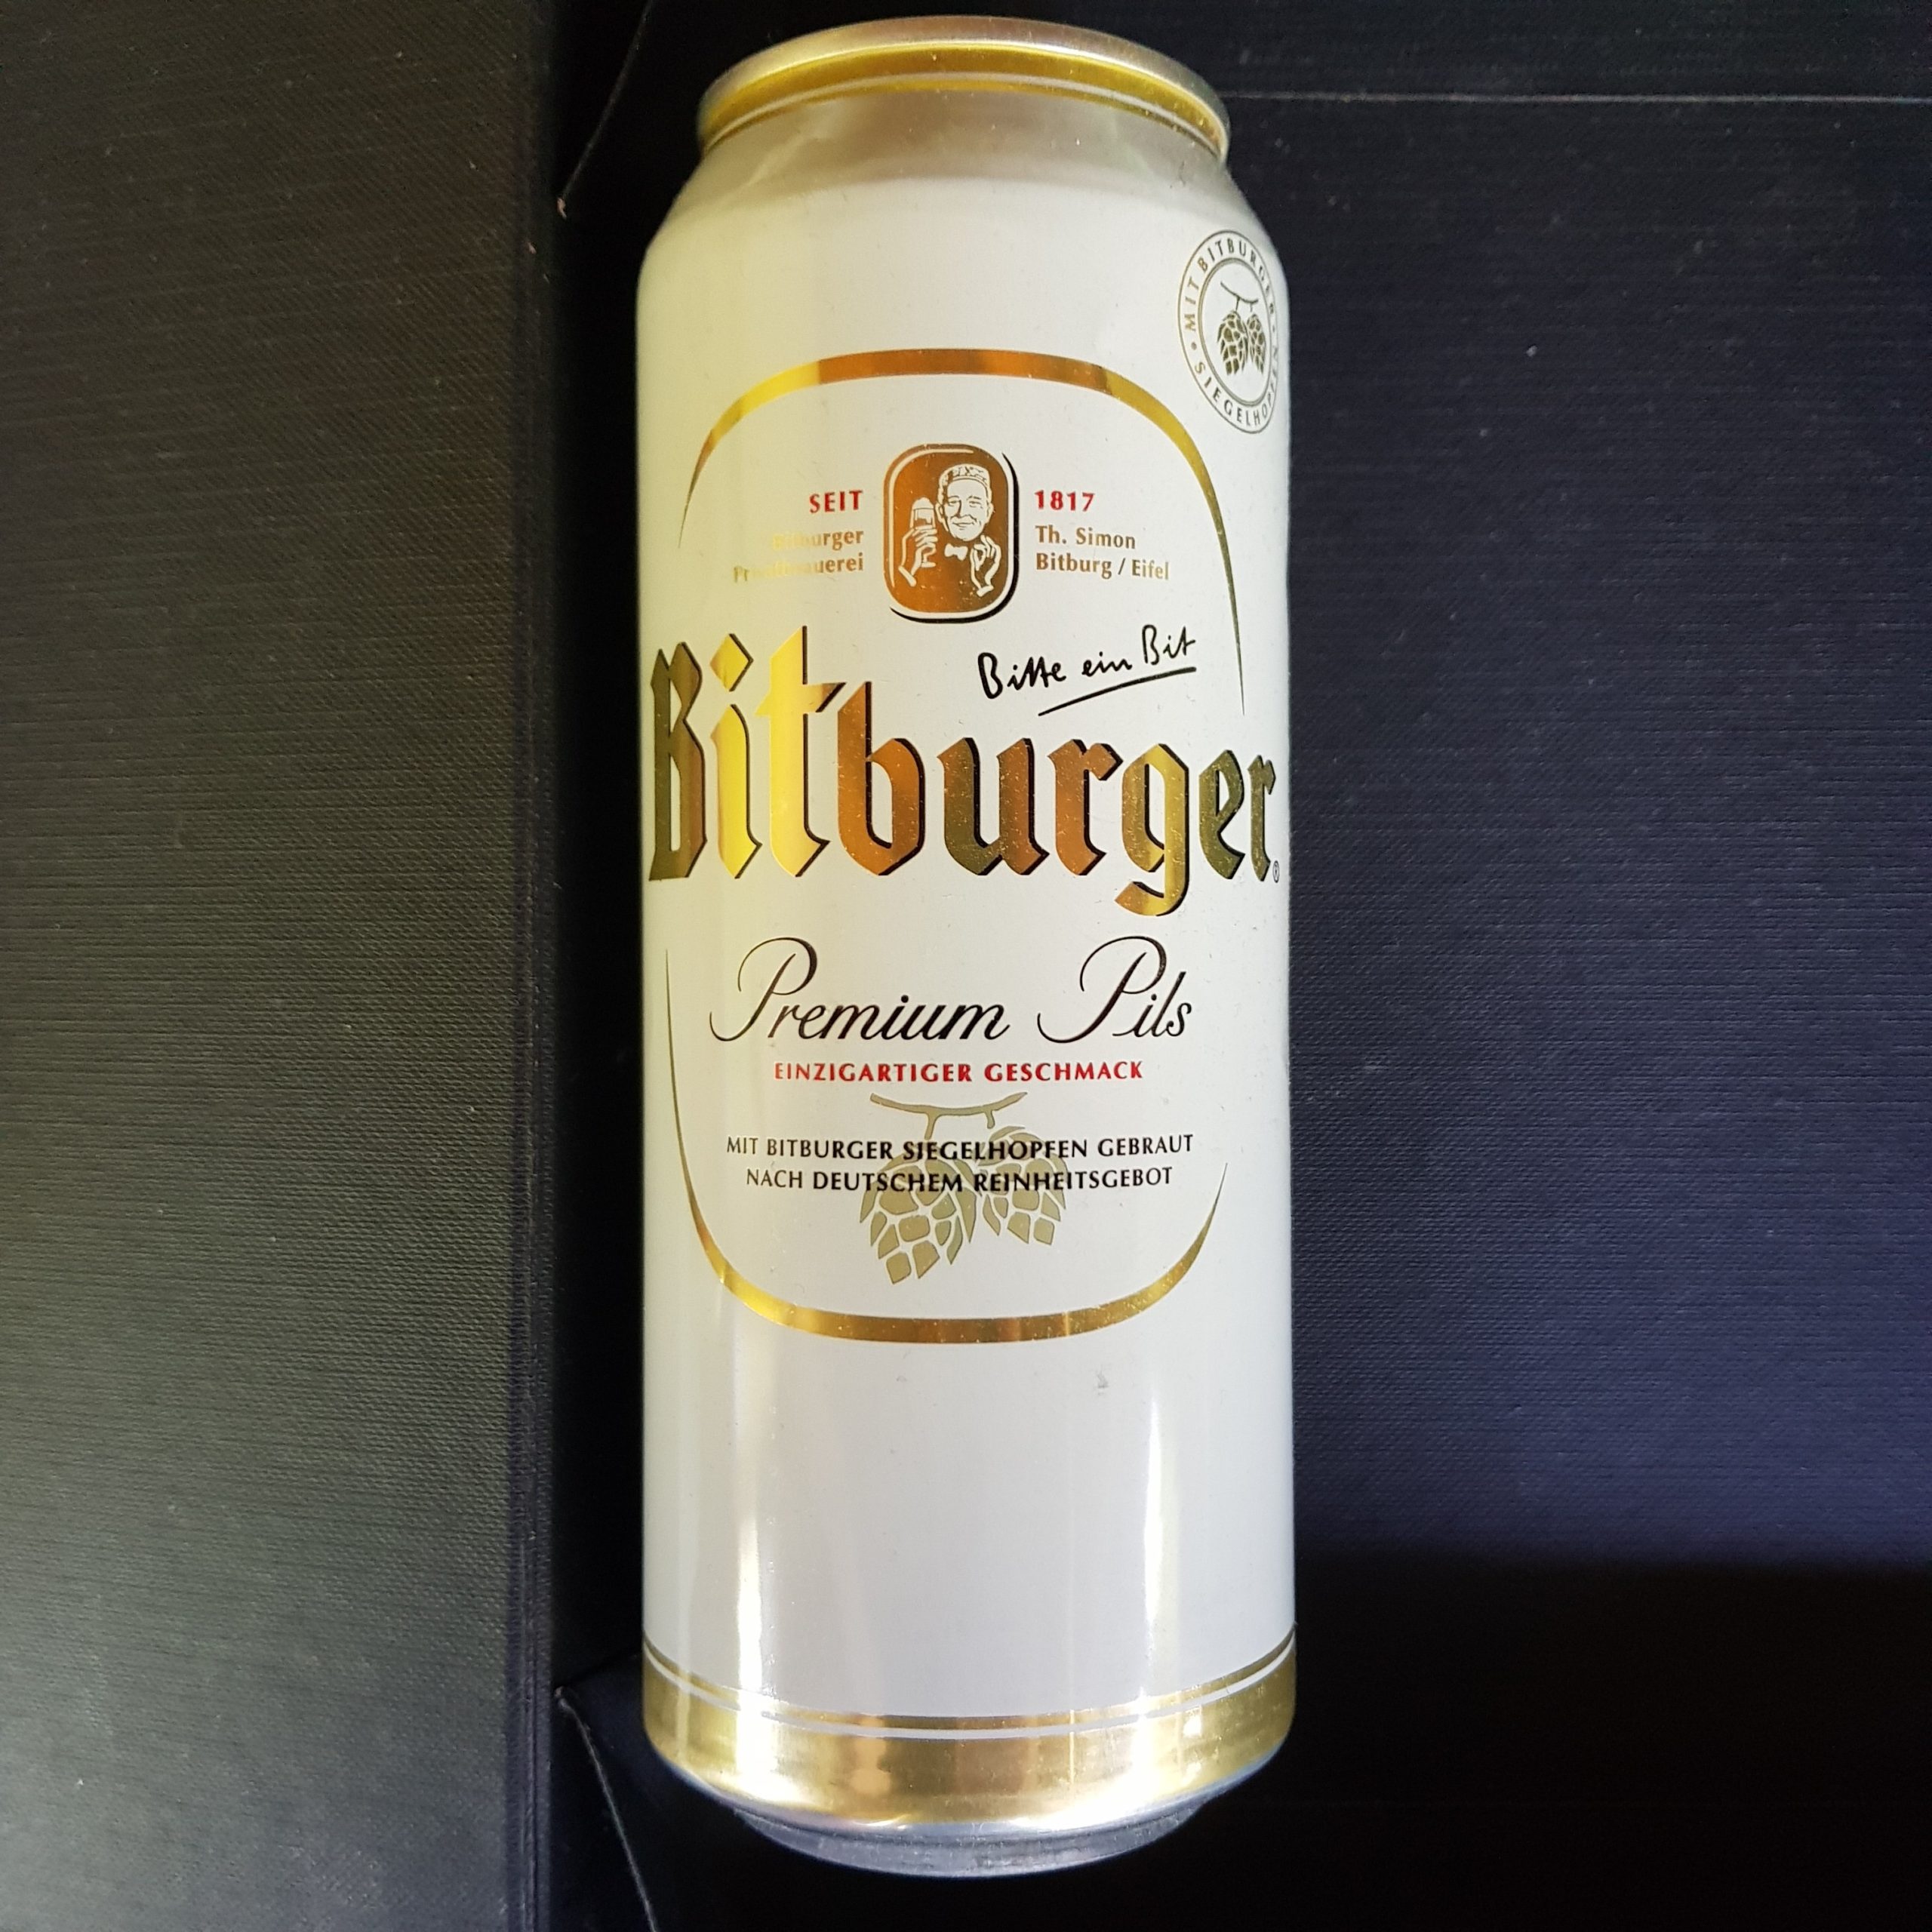 MIT BITBURGER
SIEGELHOPFEN
SEIT 1817
Bitburger
Privatbrauerei
Th. Simon
Bitburg / Eifel
Bitte ein Bit
Bitburger®
Premium Pils
EINZIGARTIGER GESCHMACK
MIT BITBURGER SIEGELHOPFEN GEBRAUT
NACH DEUTSCHEM REINHEITSGEBOT